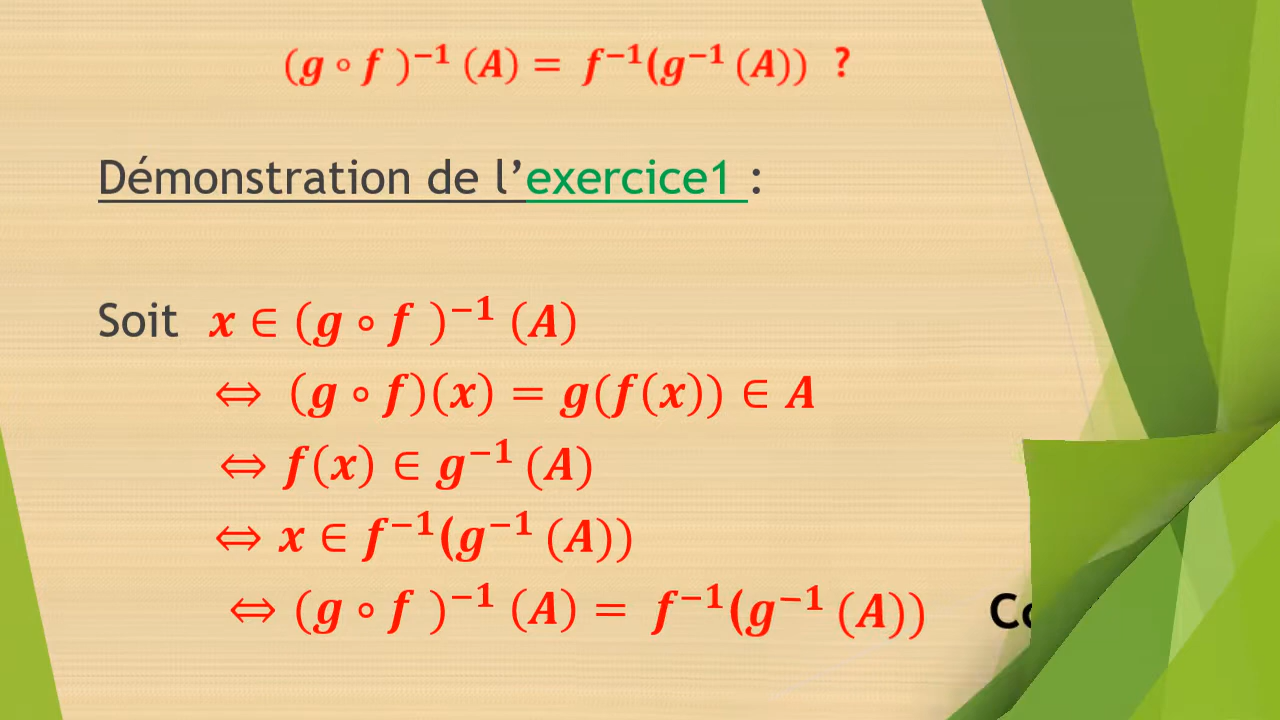 (g ∘ f )⁻¹ (A) = f⁻¹(g⁻¹ (A)) ?
Démonstration de l’exercice1 :
Soit x ∈ (g ∘ f )⁻¹ (A)
⇔ (g ∘ f)(x) = g(f(x)) ∈ A
⇔ f(x) ∈ g⁻¹ (A)
⇔ x ∈ f⁻¹(g⁻¹ (A))
⇔ (g ∘ f )⁻¹ (A) = f⁻¹(g⁻¹ (A))